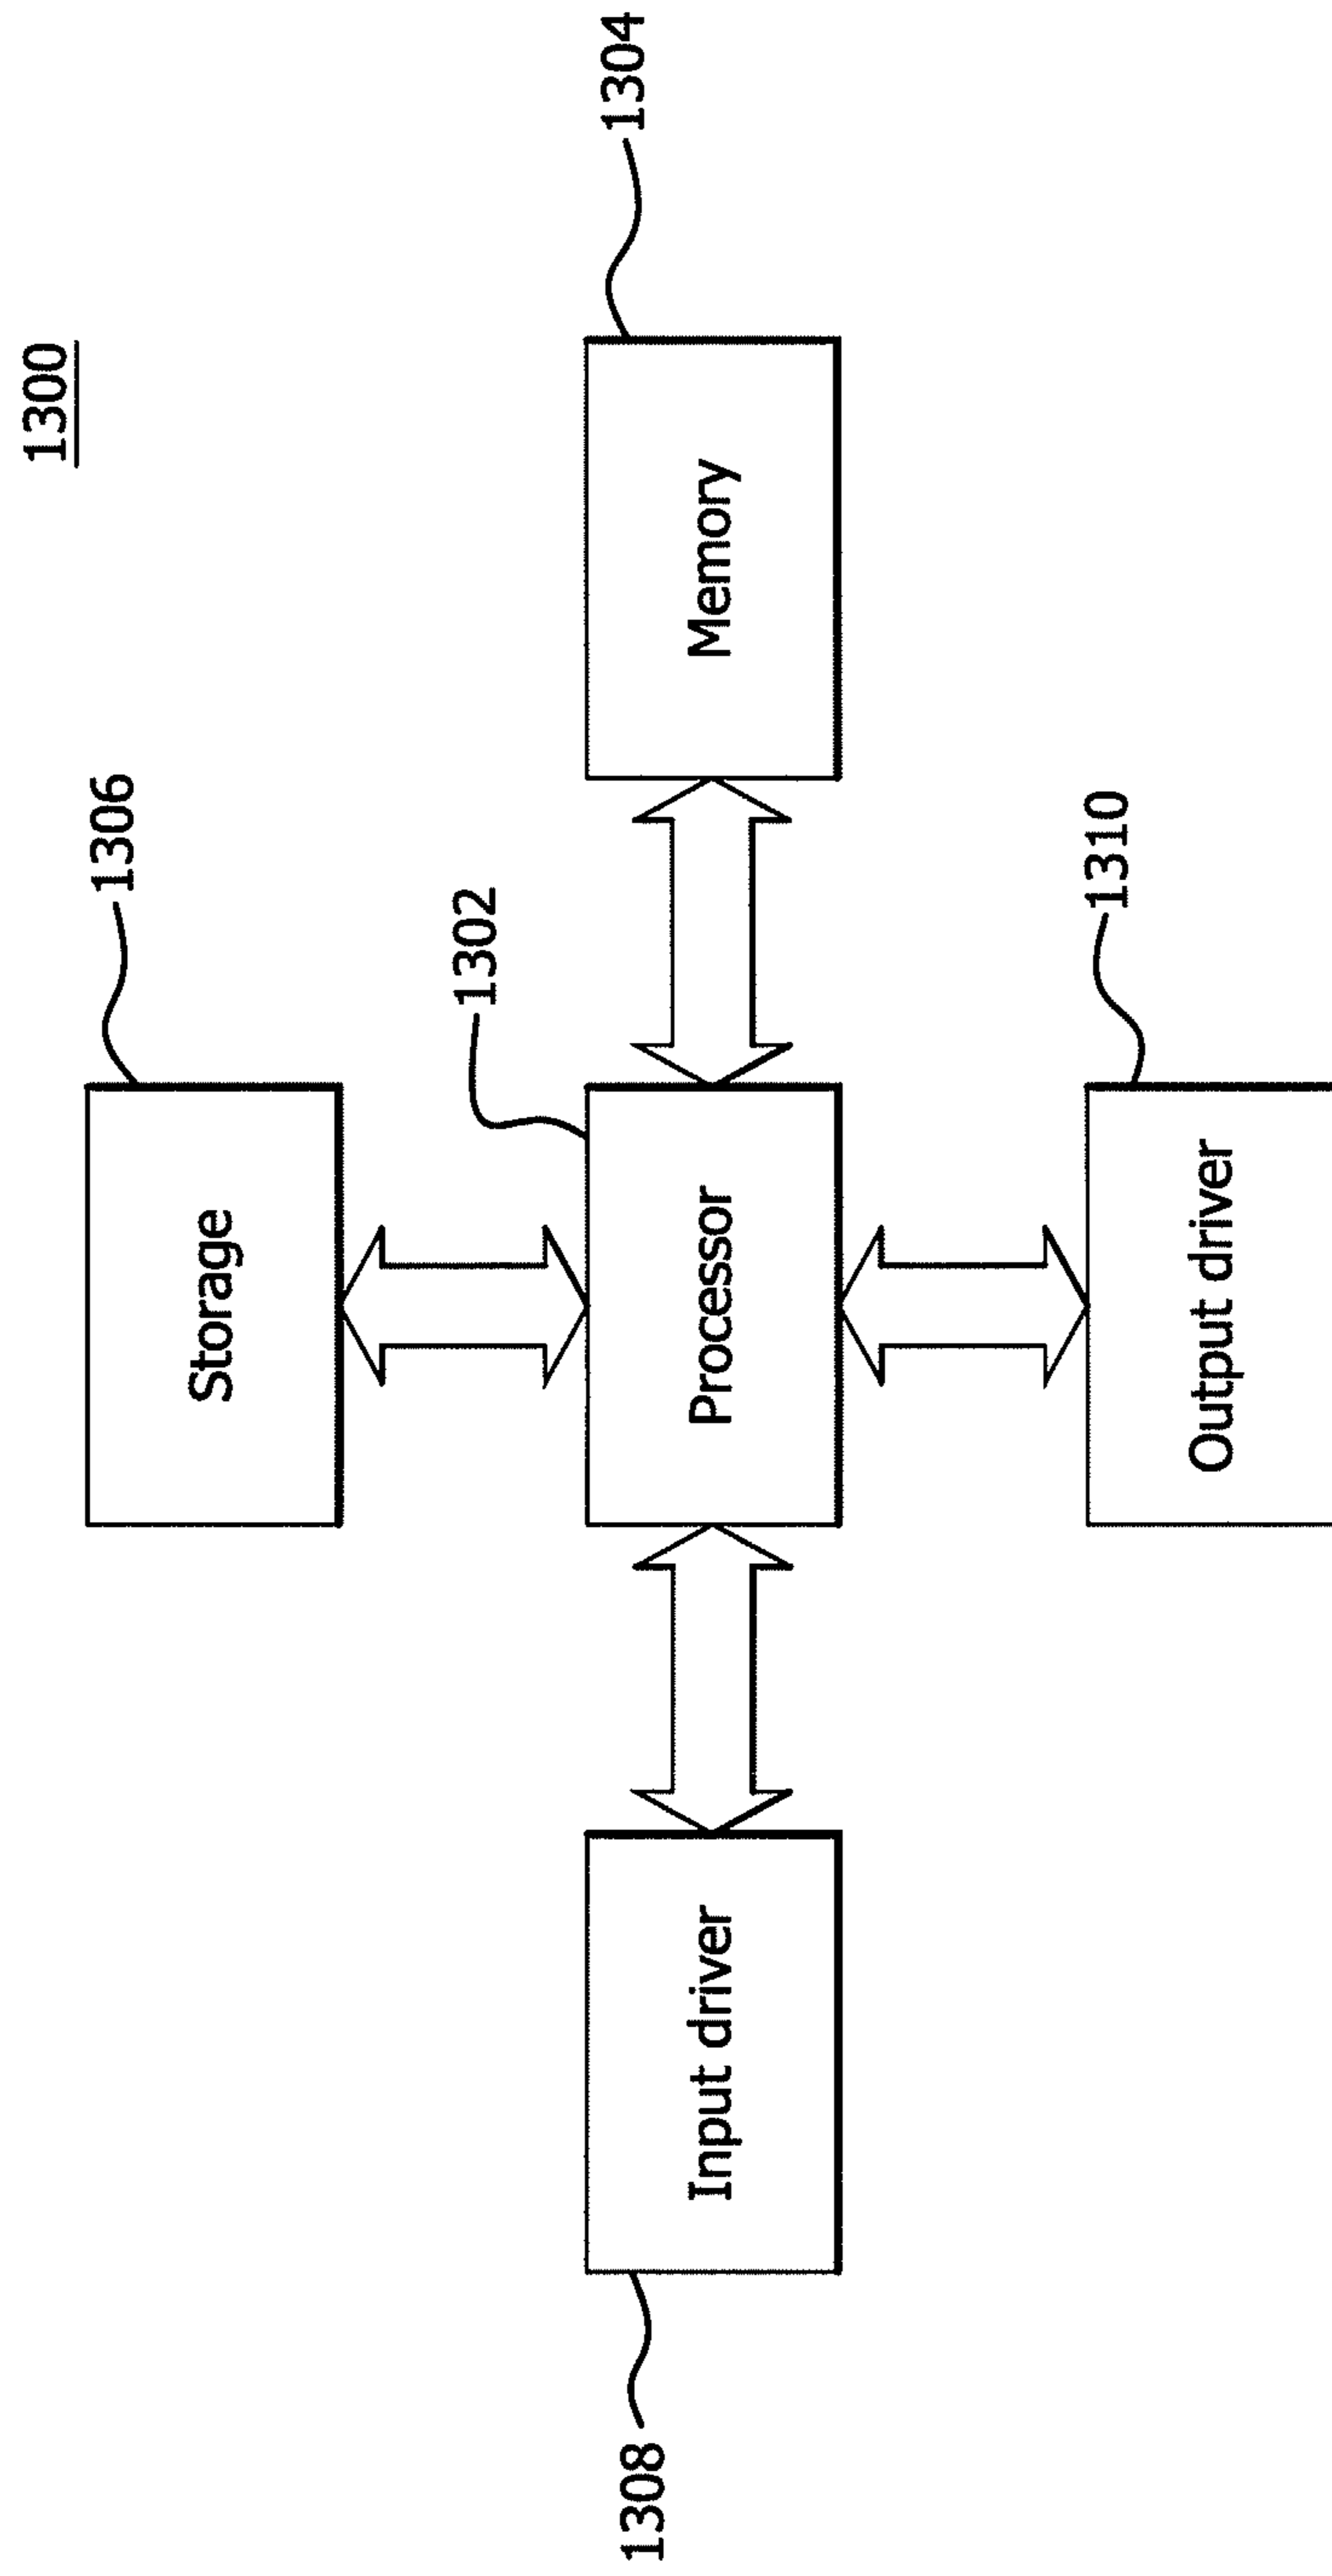 1300
1306
Storage
1302
1304
1308
Input driver
Processor
Memory
1310
Output driver